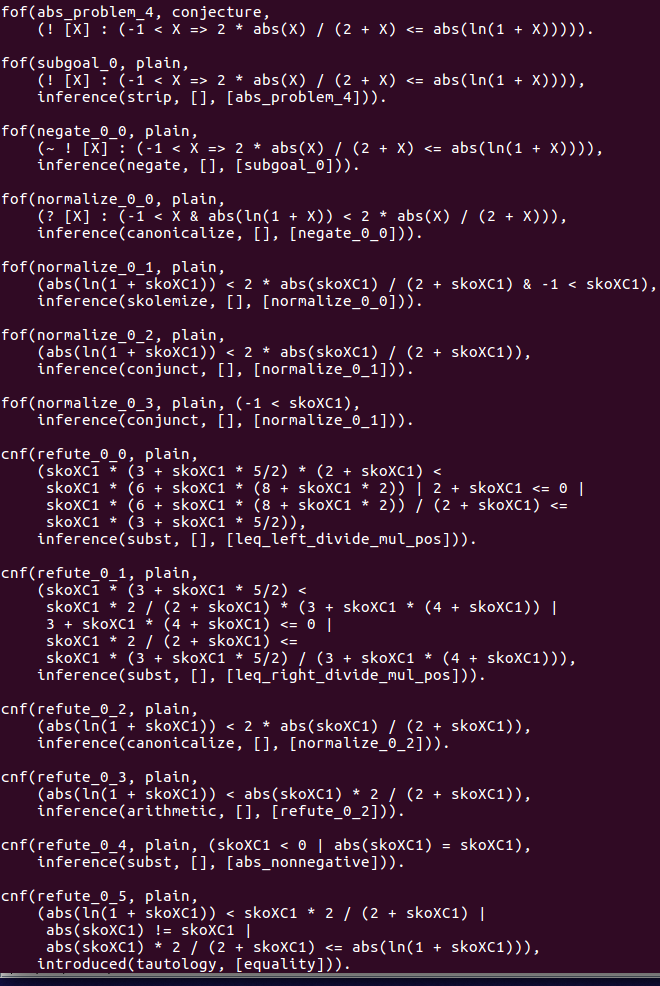 fof(abs_problem_4, conjecture,
    (! [X] : (-1 < X => 2 * abs(X) / (2 + X) <= abs(ln(1 + X))))).

fof(subgoal_0, plain,
    (! [X] : (-1 < X => 2 * abs(X) / (2 + X) <= abs(ln(1 + X)))),
    inference(strip, [], [abs_problem_4])).

fof(negate_0_0, plain,
    (~ ! [X] : (-1 < X => 2 * abs(X) / (2 + X) <= abs(ln(1 + X)))),
    inference(negate, [], [subgoal_0])).

fof(normalize_0_0, plain,
    (? [X] : (-1 < X & abs(ln(1 + X)) < 2 * abs(X) / (2 + X))),
    inference(canonicalize, [], [negate_0_0])).

fof(normalize_0_1, plain,
    (abs(ln(1 + skoXC1)) < 2 * abs(skoXC1) / (2 + skoXC1) & -1 < skoXC1),
    inference(skolemize, [], [normalize_0_0])).

fof(normalize_0_2, plain,
    (abs(ln(1 + skoXC1)) < 2 * abs(skoXC1) / (2 + skoXC1)),
    inference(conjunct, [], [normalize_0_1])).

fof(normalize_0_3, plain, (-1 < skoXC1),
    inference(conjunct, [], [normalize_0_1])).

cnf(refute_0_0, plain,
    (skoXC1 * (3 + skoXC1 * 5/2) * (2 + skoXC1) <
     skoXC1 * (6 + skoXC1 * (8 + skoXC1 * 2)) | 2 + skoXC1 <= 0 |
     skoXC1 * (6 + skoXC1 * (8 + skoXC1 * 2)) / (2 + skoXC1) <=
     skoXC1 * (3 + skoXC1 * 5/2)),
    inference(subst, [], [leq_left_divide_mul_pos])).

cnf(refute_0_1, plain,
    (skoXC1 * (3 + skoXC1 * 5/2) <
     skoXC1 * 2 / (2 + skoXC1) * (3 + skoXC1 * (4 + skoXC1)) |
     3 + skoXC1 * (4 + skoXC1) <= 0 |
     skoXC1 * 2 / (2 + skoXC1) <=
     skoXC1 * (3 + skoXC1 * 5/2) / (3 + skoXC1 * (4 + skoXC1))),
    inference(subst, [], [leq_right_divide_mul_pos])).

cnf(refute_0_2, plain,
    (abs(ln(1 + skoXC1)) < 2 * abs(skoXC1) / (2 + skoXC1)),
    inference(canonicalize, [], [normalize_0_2])).

cnf(refute_0_3, plain,
    (abs(ln(1 + skoXC1)) < abs(skoXC1) * 2 / (2 + skoXC1)),
    inference(arithmetic, [], [refute_0_2])).

cnf(refute_0_4, plain, (skoXC1 < 0 | abs(skoXC1) = skoXC1),
    inference(subst, [], [abs_nonnegative])).

cnf(refute_0_5, plain,
    (abs(ln(1 + skoXC1)) < skoXC1 * 2 / (2 + skoXC1) |
     abs(skoXC1) != skoXC1 |
     abs(skoXC1) * 2 / (2 + skoXC1) <= abs(ln(1 + skoXC1))),
    introduced(tautology, [equality])).